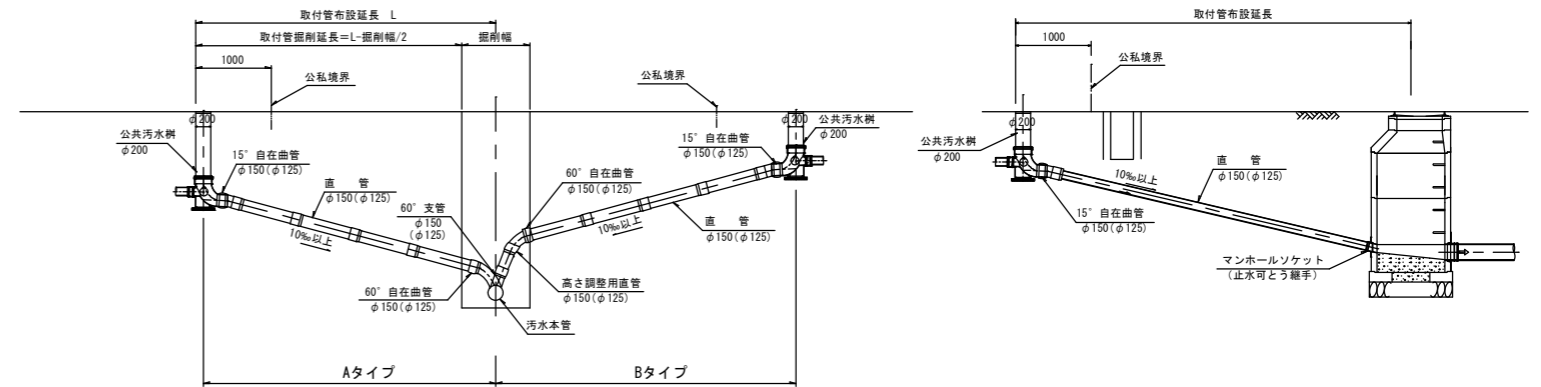 取付管布設延長 L
取付管掘削延長=L-掘削幅/2
掘削幅
1000
公私境界
公私境界
φ200
φ200
公共汚水桝
φ200
公共汚水桝
φ200
15° 自在曲管
φ150(φ125)
15° 自在曲管
φ150(φ125)
直 管
φ150(φ125)
60° 自在曲管
φ150(φ125)
60° 支管
φ150
(φ125)
10‰以上
10‰以上
直 管
φ150(φ125)
60° 自在曲管
φ150(φ125)
高さ調整用直管
φ150(φ125)
汚水本管
Aタイプ
Bタイプ
取付管布設延長
1000
公私境界
φ200
公共汚水桝
φ200
直 管
φ150(φ125)
10‰以上
15° 自在曲管
φ150(φ125)
マンホールソケット
(止水可とう継手)